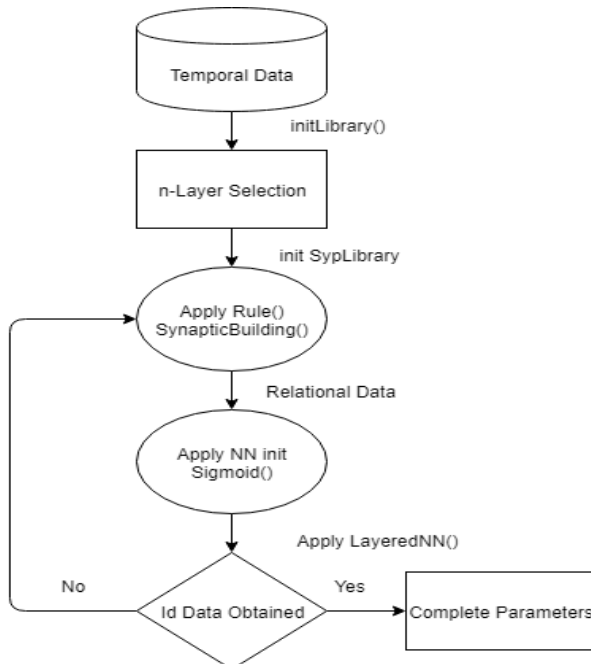 Temporal Data
initLibrary()
n-Layer Selection
init SypLibrary
Apply Rule()
SynapticBuilding()
Relational Data
Apply NN init
Sigmoid()
Apply LayeredNN()
No
Id Data Obtained
Yes
Complete Parameters